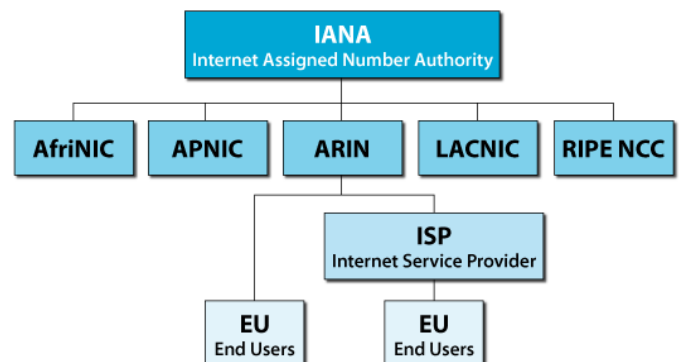 IANA
Internet Assigned Number Authority
AfriNIC
APNIC
ARIN
LACNIC
RIPE NCC
ISP
Internet Service Provider
EU
End Users
EU
End Users